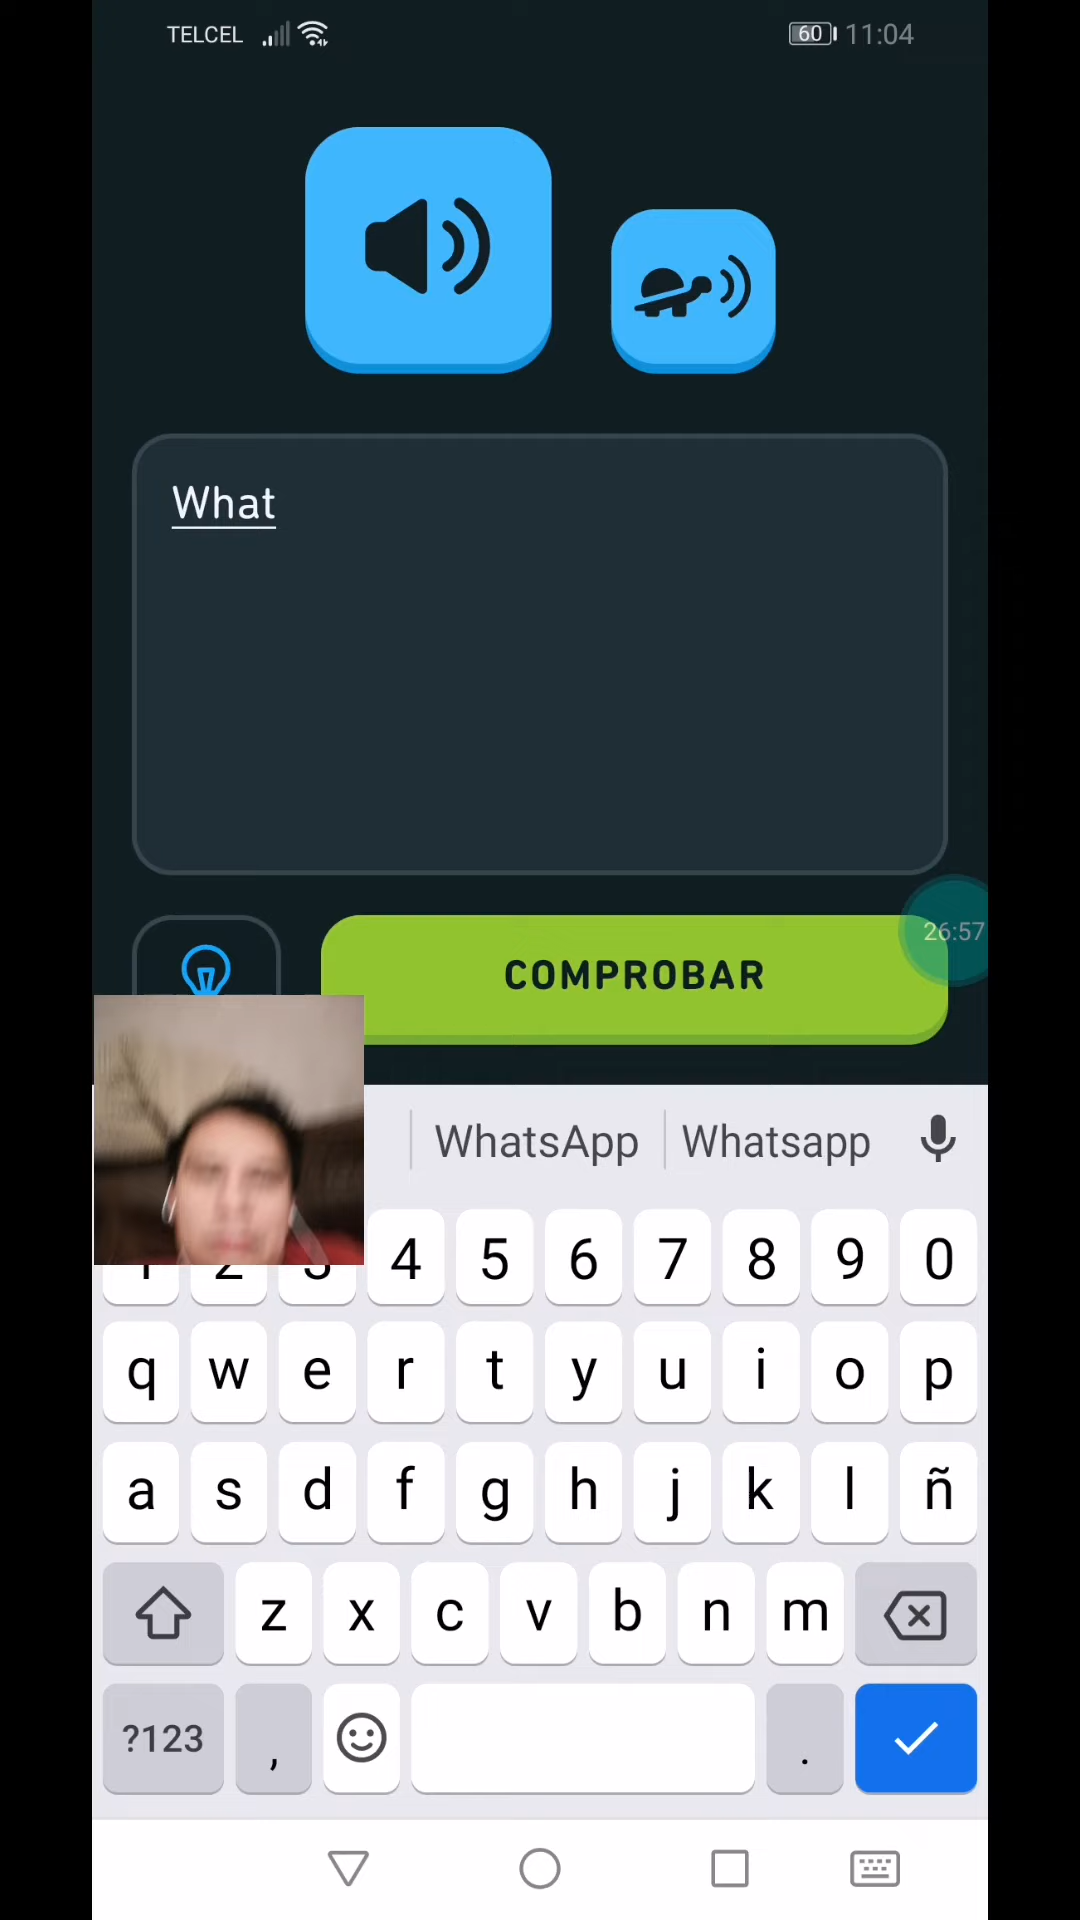 TELCEL 60 11:04
What
COMPROBAR
26:57
WhatsApp Whatsapp
4 5 6 7 8 9 0
q w e r t y u i o p
a s d f g h j k l ñ
z x c v b n m
?123 , .